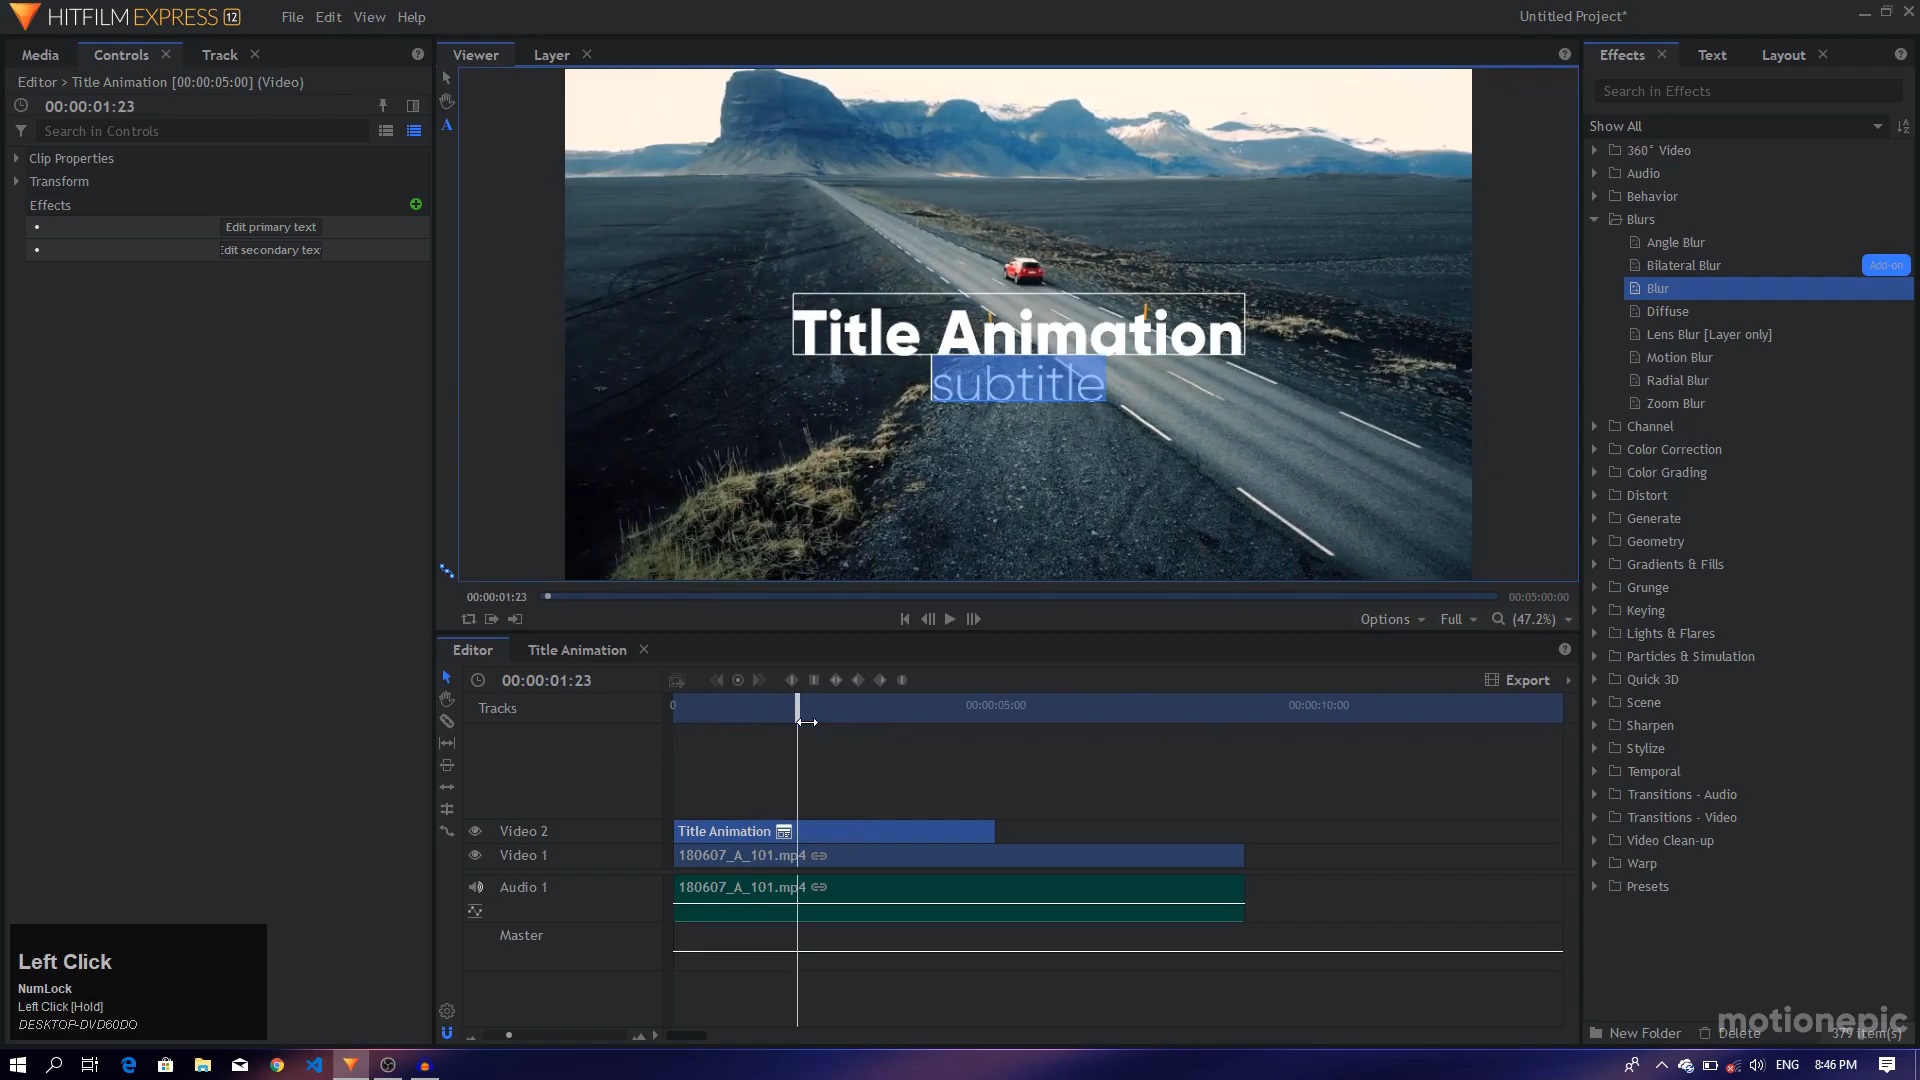 HITFILM EXPRESS 12
File Edit View Help
Untitled Project*
Media Controls Track
Editor > Title Animation [00:00:05:00] (Video)
00:00:01:23
Search in Controls
Clip Properties
Transform
Effects
Edit primary text
Edit secondary tex
Viewer Layer
Title Animation
subtitle
00:00:01:23
00:05:00:00
Options Full (47.2%)
Editor Title Animation
00:00:01:23
Export
Tracks
0 00:00:05:00 00:00:10:00
Video 2 Title Animation
Video 1 180607_A_101.mp4
Audio 1 180607_A_101.mp4
Master
Effects Text Layout
Search in Effects
Show All
360° Video
Audio
Behavior
Blurs
Angle Blur
Bilateral Blur Add-on
Blur
Diffuse
Lens Blur [Layer only]
Motion Blur
Radial Blur
Zoom Blur
Channel
Color Correction
Color Grading
Distort
Generate
Geometry
Gradients & Fills
Grunge
Keying
Lights & Flares
Particles & Simulation
Quick 3D
Scene
Sharpen
Stylize
Temporal
Transitions - Audio
Transitions - Video
Video Clean-up
Warp
Presets
motionepic
New Folder Delete 379 item(s)
Left Click
NumLock
Left Click [Hold]
DESKTOP-DVD60DO
ENG 8:46 PM